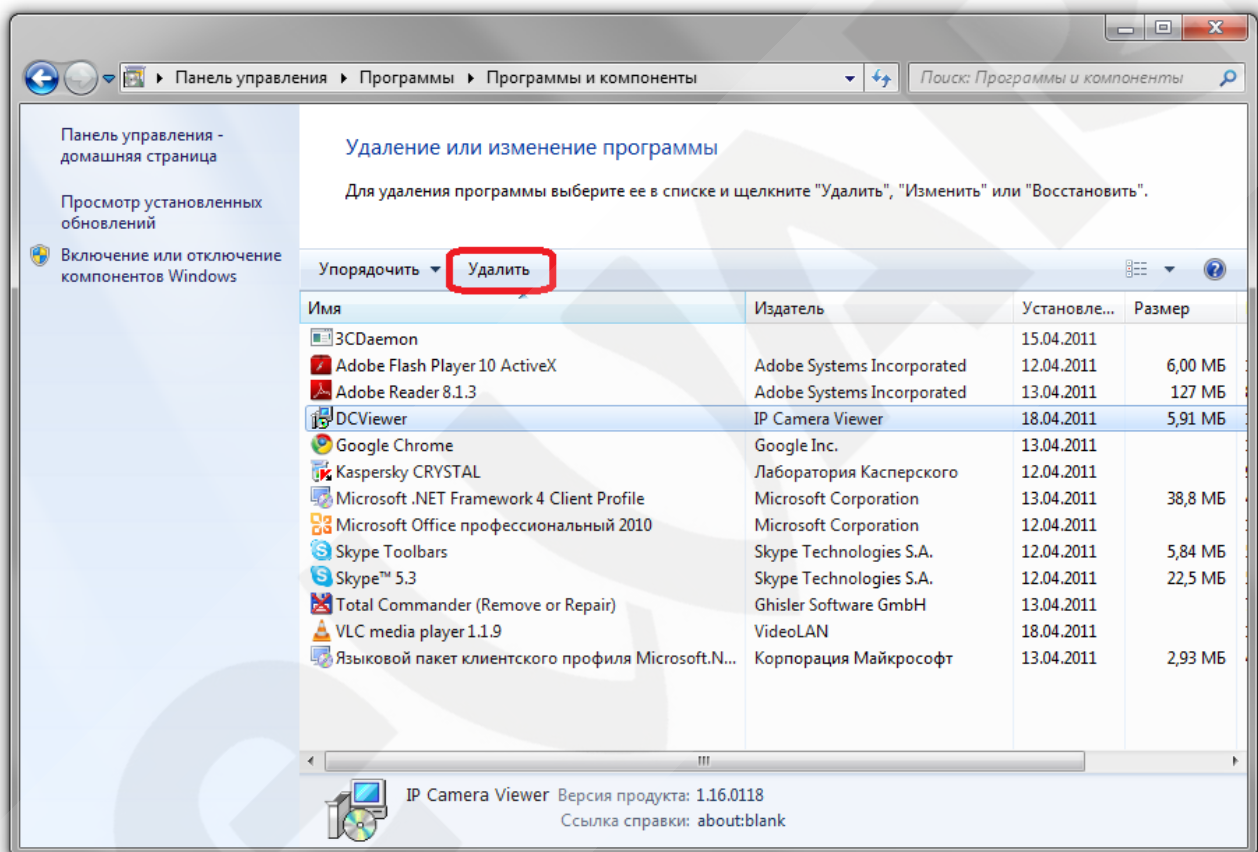 Панель управления ▸ Программы ▸ Программы и компоненты
Поиск: Программы и компоненты
Панель управления -
домашняя страница
Просмотр установленных
обновлений
Включение или отключение
компонентов Windows
Удаление или изменение программы
Для удаления программы выберите ее в списке и щелкните "Удалить", "Изменить" или "Восстановить".
Упорядочить Удалить
Имя Издатель Установле... Размер
3CDaemon 15.04.2011
Adobe Flash Player 10 ActiveX Adobe Systems Incorporated 12.04.2011 6,00 МБ
Adobe Reader 8.1.3 Adobe Systems Incorporated 13.04.2011 127 МБ
DCViewer IP Camera Viewer 18.04.2011 5,91 МБ
Google Chrome Google Inc. 13.04.2011
Kaspersky CRYSTAL Лаборатория Касперского 12.04.2011
Microsoft .NET Framework 4 Client Profile Microsoft Corporation 13.04.2011 38,8 МБ
Microsoft Office профессиональный 2010 Microsoft Corporation 12.04.2011
Skype Toolbars Skype Technologies S.A. 12.04.2011 5,84 МБ
Skype™ 5.3 Skype Technologies S.A. 12.04.2011 22,5 МБ
Total Commander (Remove or Repair) Ghisler Software GmbH 13.04.2011
VLC media player 1.1.9 VideoLAN 18.04.2011
Языковой пакет клиентского профиля Microsoft.N... Корпорация Майкрософт 13.04.2011 2,93 МБ
IP Camera Viewer Версия продукта: 1.16.0118
Ссылка справки: about:blank